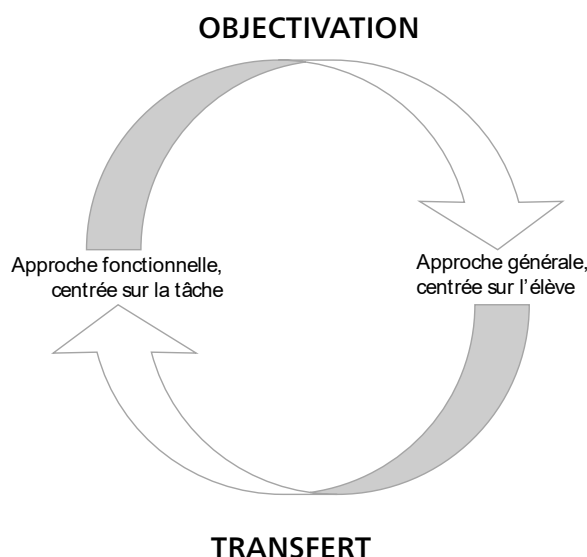 OBJECTIVATION
Approche fonctionnelle,
centrée sur la tâche
Approche générale,
centrée sur l'élève
TRANSFERT